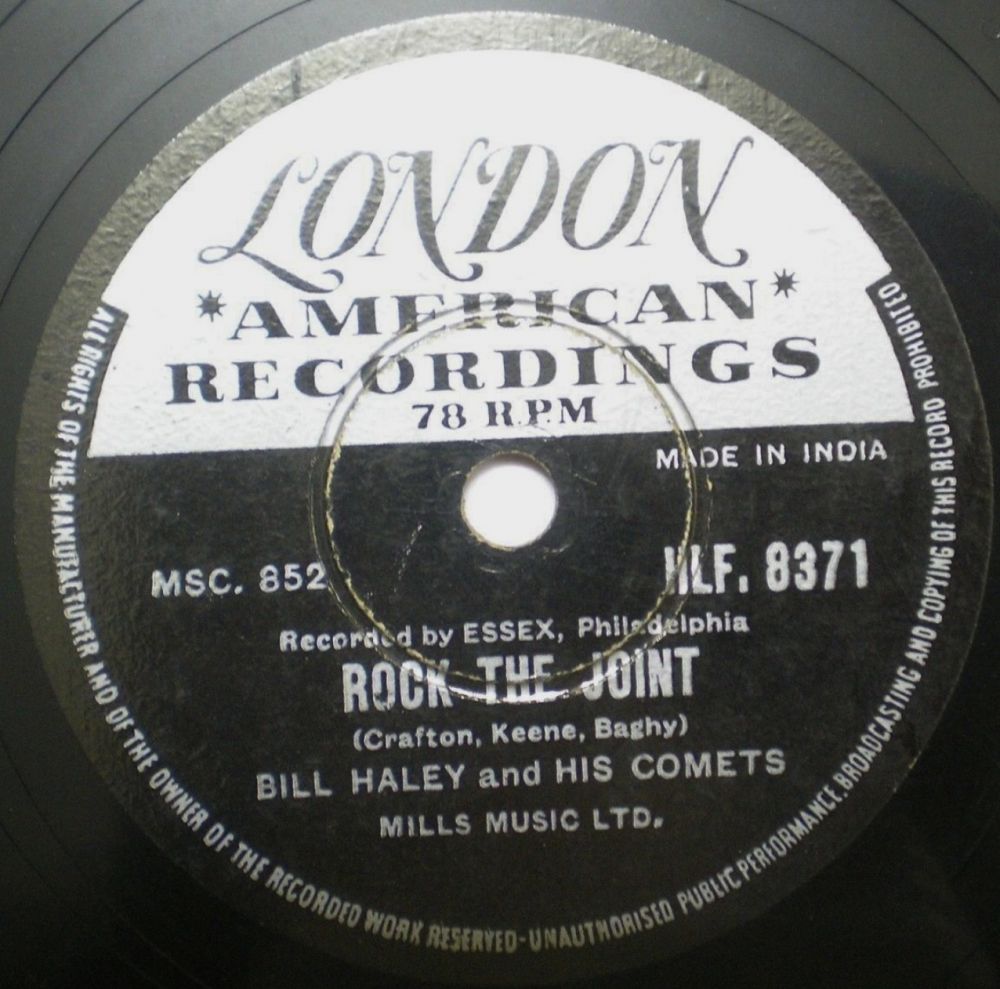 LONDON
*AMERICAN*
RECORDINGS
78 R.P.M
MADE IN INDIA
MSC. 852
HLF. 8371
Recorded by ESSEX, Philadelphia
ROCK THE JOINT
(Crafton, Keene, Baghy)
BILL HALEY and HIS COMETS
MILLS MUSIC LTD.
ALL RIGHTS OF THE MANUFACTURER AND OF THE OWNER OF THE RECORDED WORK RESERVED-UNAUTHORISED PUBLIC PERFORMANCE.BROADCASTING AND COPYING OF THIS RECORD PROHIBITED